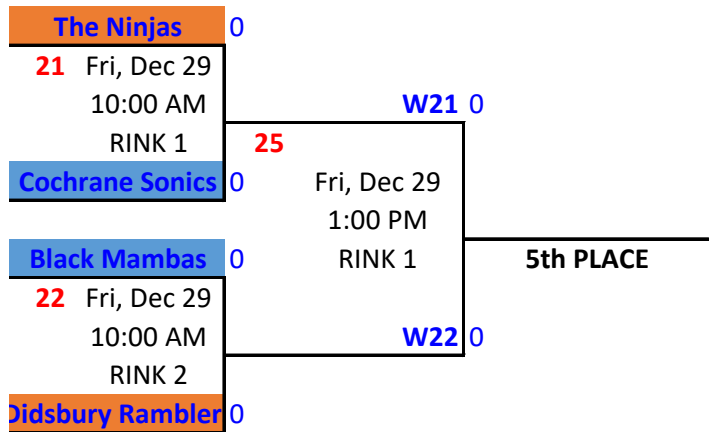 The Ninjas 0
21 Fri, Dec 29
10:00 AM
W21 0
RINK 1
25
Cochrane Sonics 0
Fri, Dec 29
1:00 PM
Black Mambas 0
RINK 1
5th PLACE
22 Fri, Dec 29
10:00 AM
W22 0
RINK 2
Didsbury Rambler 0